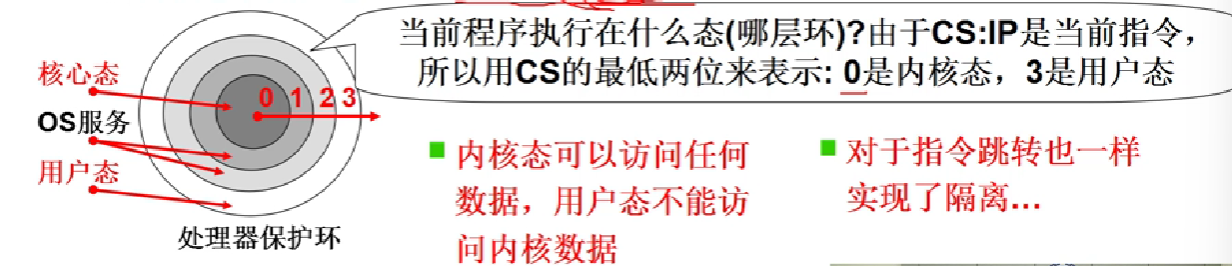 当前程序执行在什么态(哪层环)?由于CS:IP是当前指令，
所以用CS的最低两位来表示: 0是内核态，3是用户态
核心态
OS服务
用户态
0 1 2 3
处理器保护环
内核态可以访问任何
数据，用户态不能访
问内核数据
对于指令跳转也一样
实现了隔离...